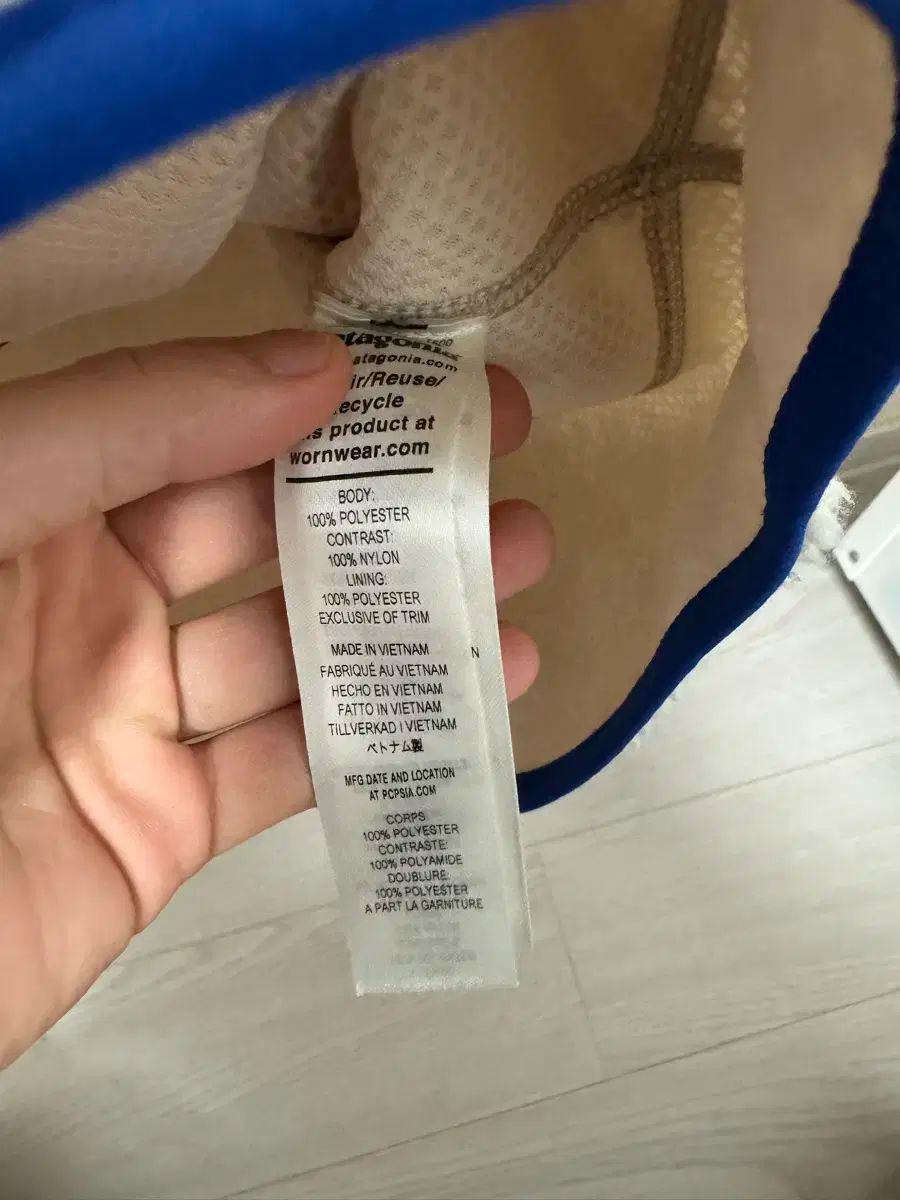 atagonia.com
ir/Reuse/
ecycle
product at
wornwear.com
BODY:
100% POLYESTER
CONTRAST:
100% NYLON
LINING:
100% POLYESTER
EXCLUSIVE OF TRIM
MADE IN VIETNAM
N
FABRIQUÉ AU VIETNAM
HECHO EN VIETNAM
FATTO IN VIETNAM
TILLVERKAD I VIETNAM
ベトナム製
MFG DATE AND LOCATION
AT PCPSIA.COM
CORPS
100% POLYESTER
CONTRASTE:
100% POLYAMIDE
DOUBLURE:
100% POLYESTER
A PART LA GARNITURE